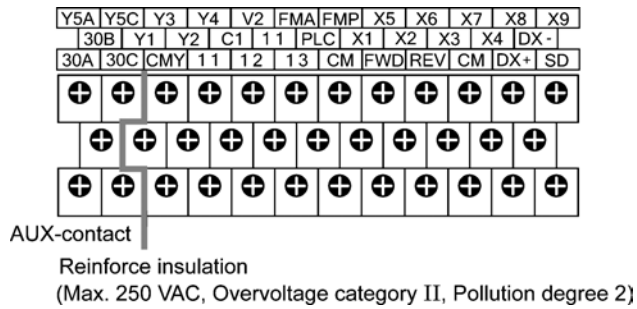 Y5A Y5C Y3 Y4 V2 FMA FMP X5 X6 X7 X8 X9
30B Y1 Y2 C1 11 PLC X1 X2 X3 X4 DX-
30A 30C CMY 11 12 13 CM FWD REV CM DX+ SD
AUX-contact
Reinforce insulation
(Max. 250 VAC, Overvoltage category II, Pollution degree 2)